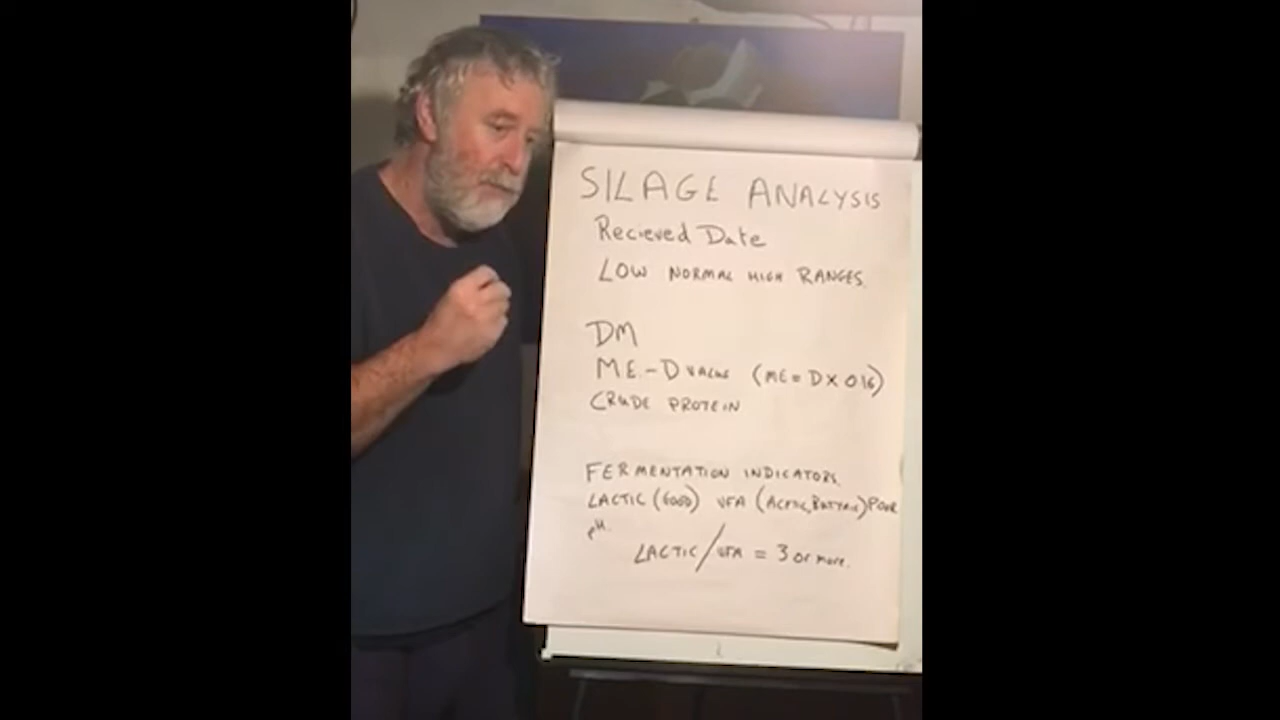 SILAGE ANALYSIS
Recieved Date
LOW NORMAL HIGH RANGES.
DM
M.E.-D VALUE (ME = D X 0.16)
CRUDE PROTEIN
FERMENTATION INDICATORS.
LACTIC (GOOD) VFA (ACETIC, BUTYRIC) POOR
pH.
LACTIC/VFA = 3 or more.